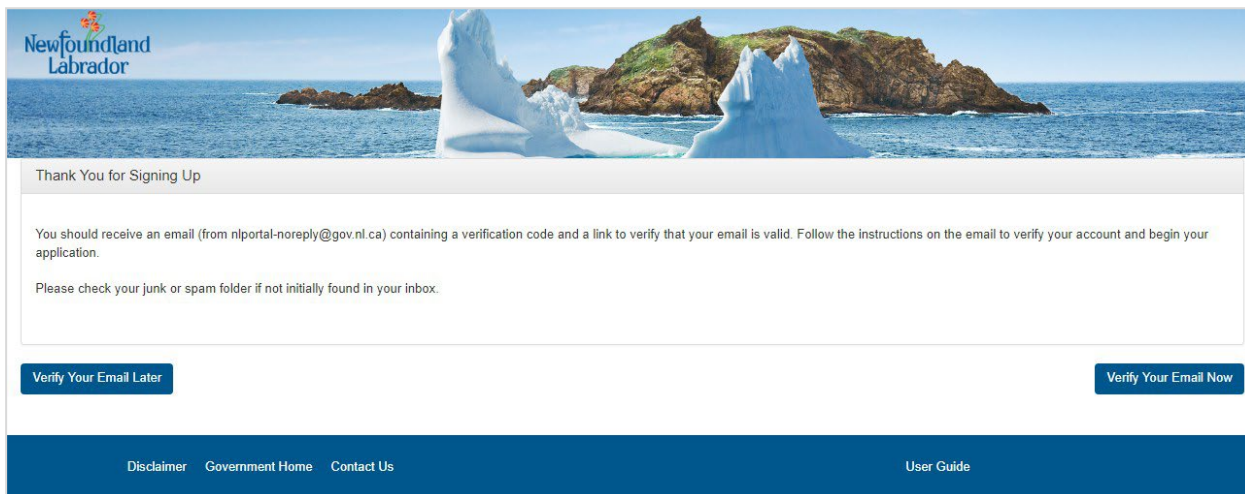 Newfoundland
Labrador
Thank You for Signing Up
You should receive an email (from nlportal-noreply@gov.nl.ca) containing a verification code and a link to verify that your email is valid. Follow the instructions on the email to verify your account and begin your
application.
Please check your junk or spam folder if not initially found in your inbox.
Verify Your Email Later
Verify Your Email Now
Disclaimer Government Home Contact Us User Guide